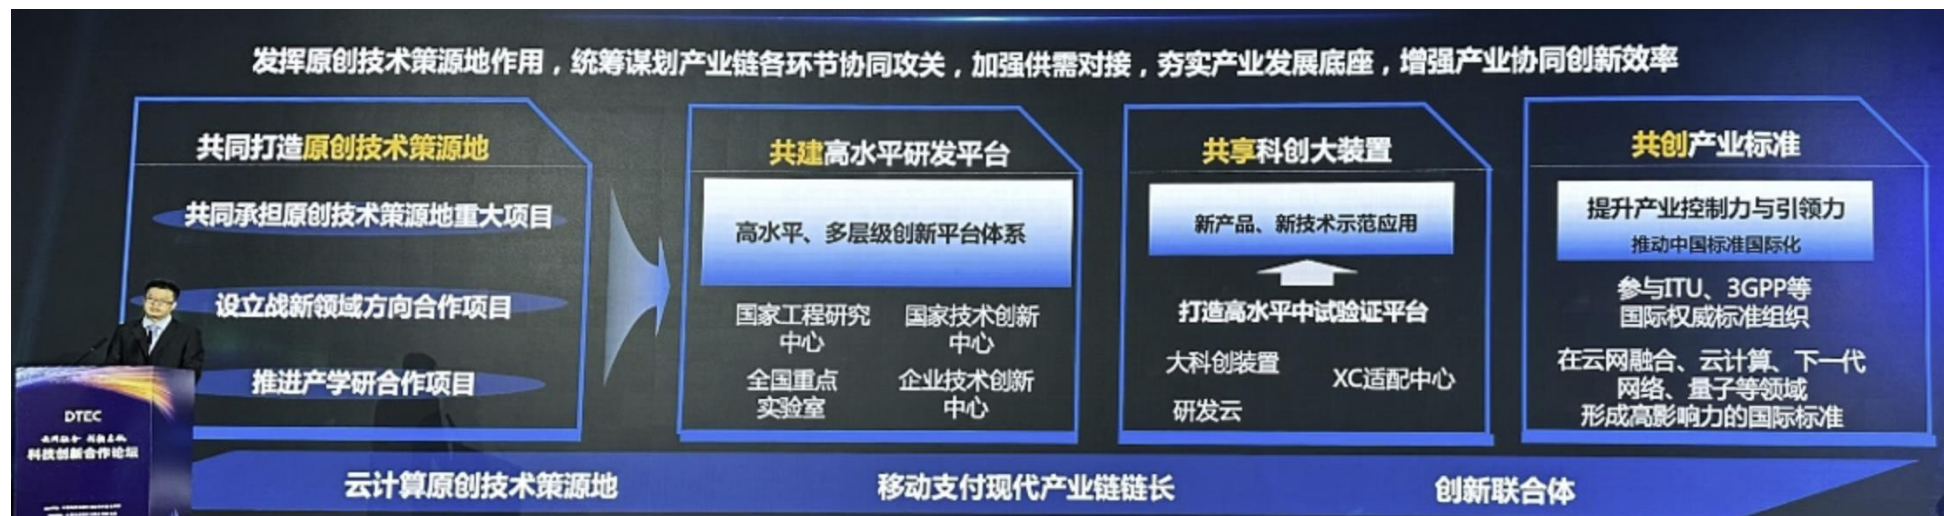 发挥原创技术策源地作用，统筹谋划产业链各环节协同攻关，加强供需对接，夯实产业发展底座，增强产业协同创新效率
共同打造原创技术策源地
共同承担原创技术策源地重大项目
设立战新领域方向合作项目
推进产学研合作项目
共建高水平研发平台
高水平、多层级创新平台体系
国家工程研究
中心
国家技术创新
中心
全国重点
实验室
企业技术创新
中心
共享科创大装置
新产品、新技术示范应用
打造高水平中试验证平台
大科创装置
XC适配中心
研发云
共创产业标准
提升产业控制力与引领力
推动中国标准国际化
参与ITU、3GPP等
国际权威标准组织
在云网融合、云计算、下一代
网络、量子等领域
形成高影响力的国际标准
云计算原创技术策源地
移动支付现代产业链链长
创新联合体
DTEC
科技创新合作论坛